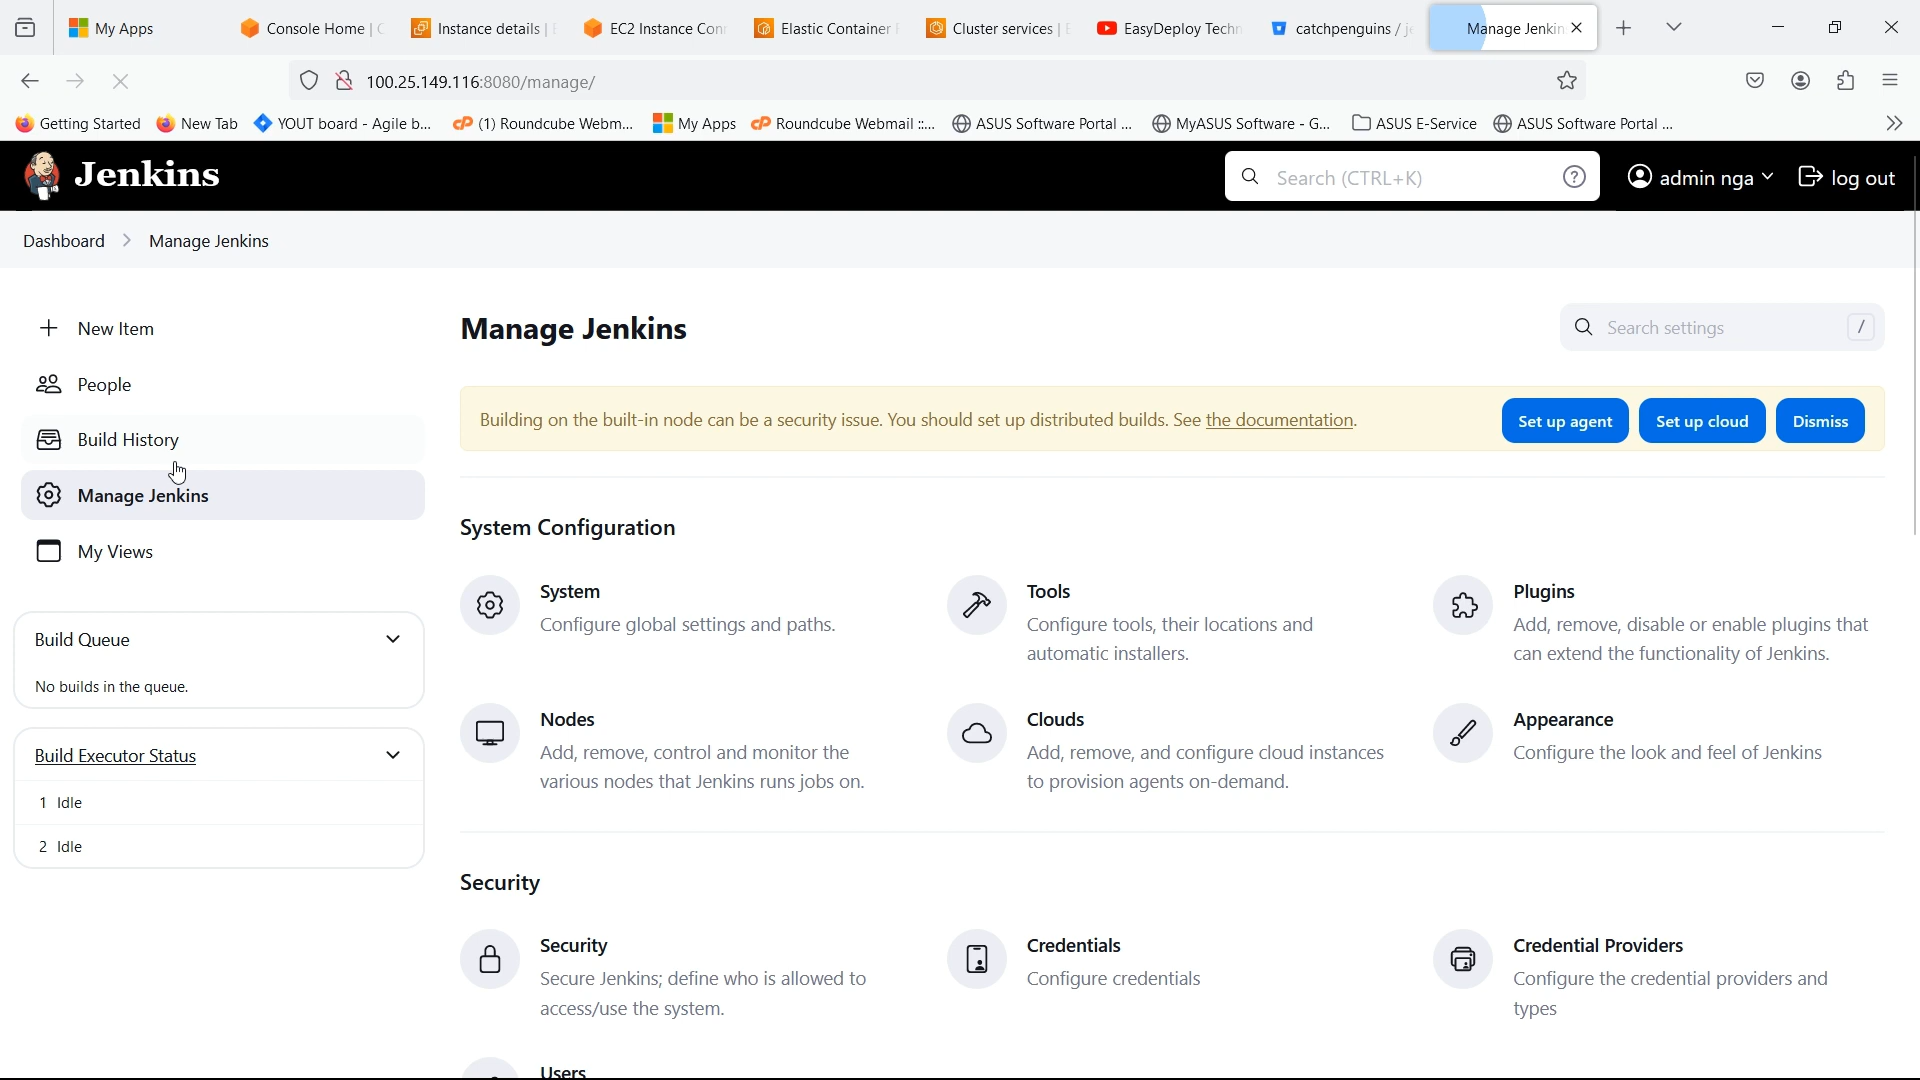 My Apps
Console Home | C
Instance details | E
EC2 Instance Con
Elastic Container F
Cluster services | E
EasyDeploy Techn
catchpenguins / je
Manage Jenkin
100.25.149.116:8080/manage/
Getting Started
New Tab
YOUT board - Agile b...
(1) Roundcube Webm...
My Apps
Roundcube Webmail ::...
ASUS Software Portal ...
MyASUS Software - G...
ASUS E-Service
ASUS Software Portal ...
Jenkins
Search (CTRL+K)
?
admin nga
log out
Dashboard
Manage Jenkins
New Item
People
Build History
Manage Jenkins
My Views
Build Queue
No builds in the queue.
Build Executor Status
1 Idle
2 Idle
Manage Jenkins
Search settings
/
Building on the built-in node can be a security issue. You should set up distributed builds. See the documentation.
Set up agent
Set up cloud
Dismiss
System Configuration
System
Configure global settings and paths.
Tools
Configure tools, their locations and
automatic installers.
Plugins
Add, remove, disable or enable plugins that
can extend the functionality of Jenkins.
Nodes
Add, remove, control and monitor the
various nodes that Jenkins runs jobs on.
Clouds
Add, remove, and configure cloud instances
to provision agents on-demand.
Appearance
Configure the look and feel of Jenkins
Security
Security
Secure Jenkins; define who is allowed to
access/use the system.
Credentials
Configure credentials
Credential Providers
Configure the credential providers and
types
Users